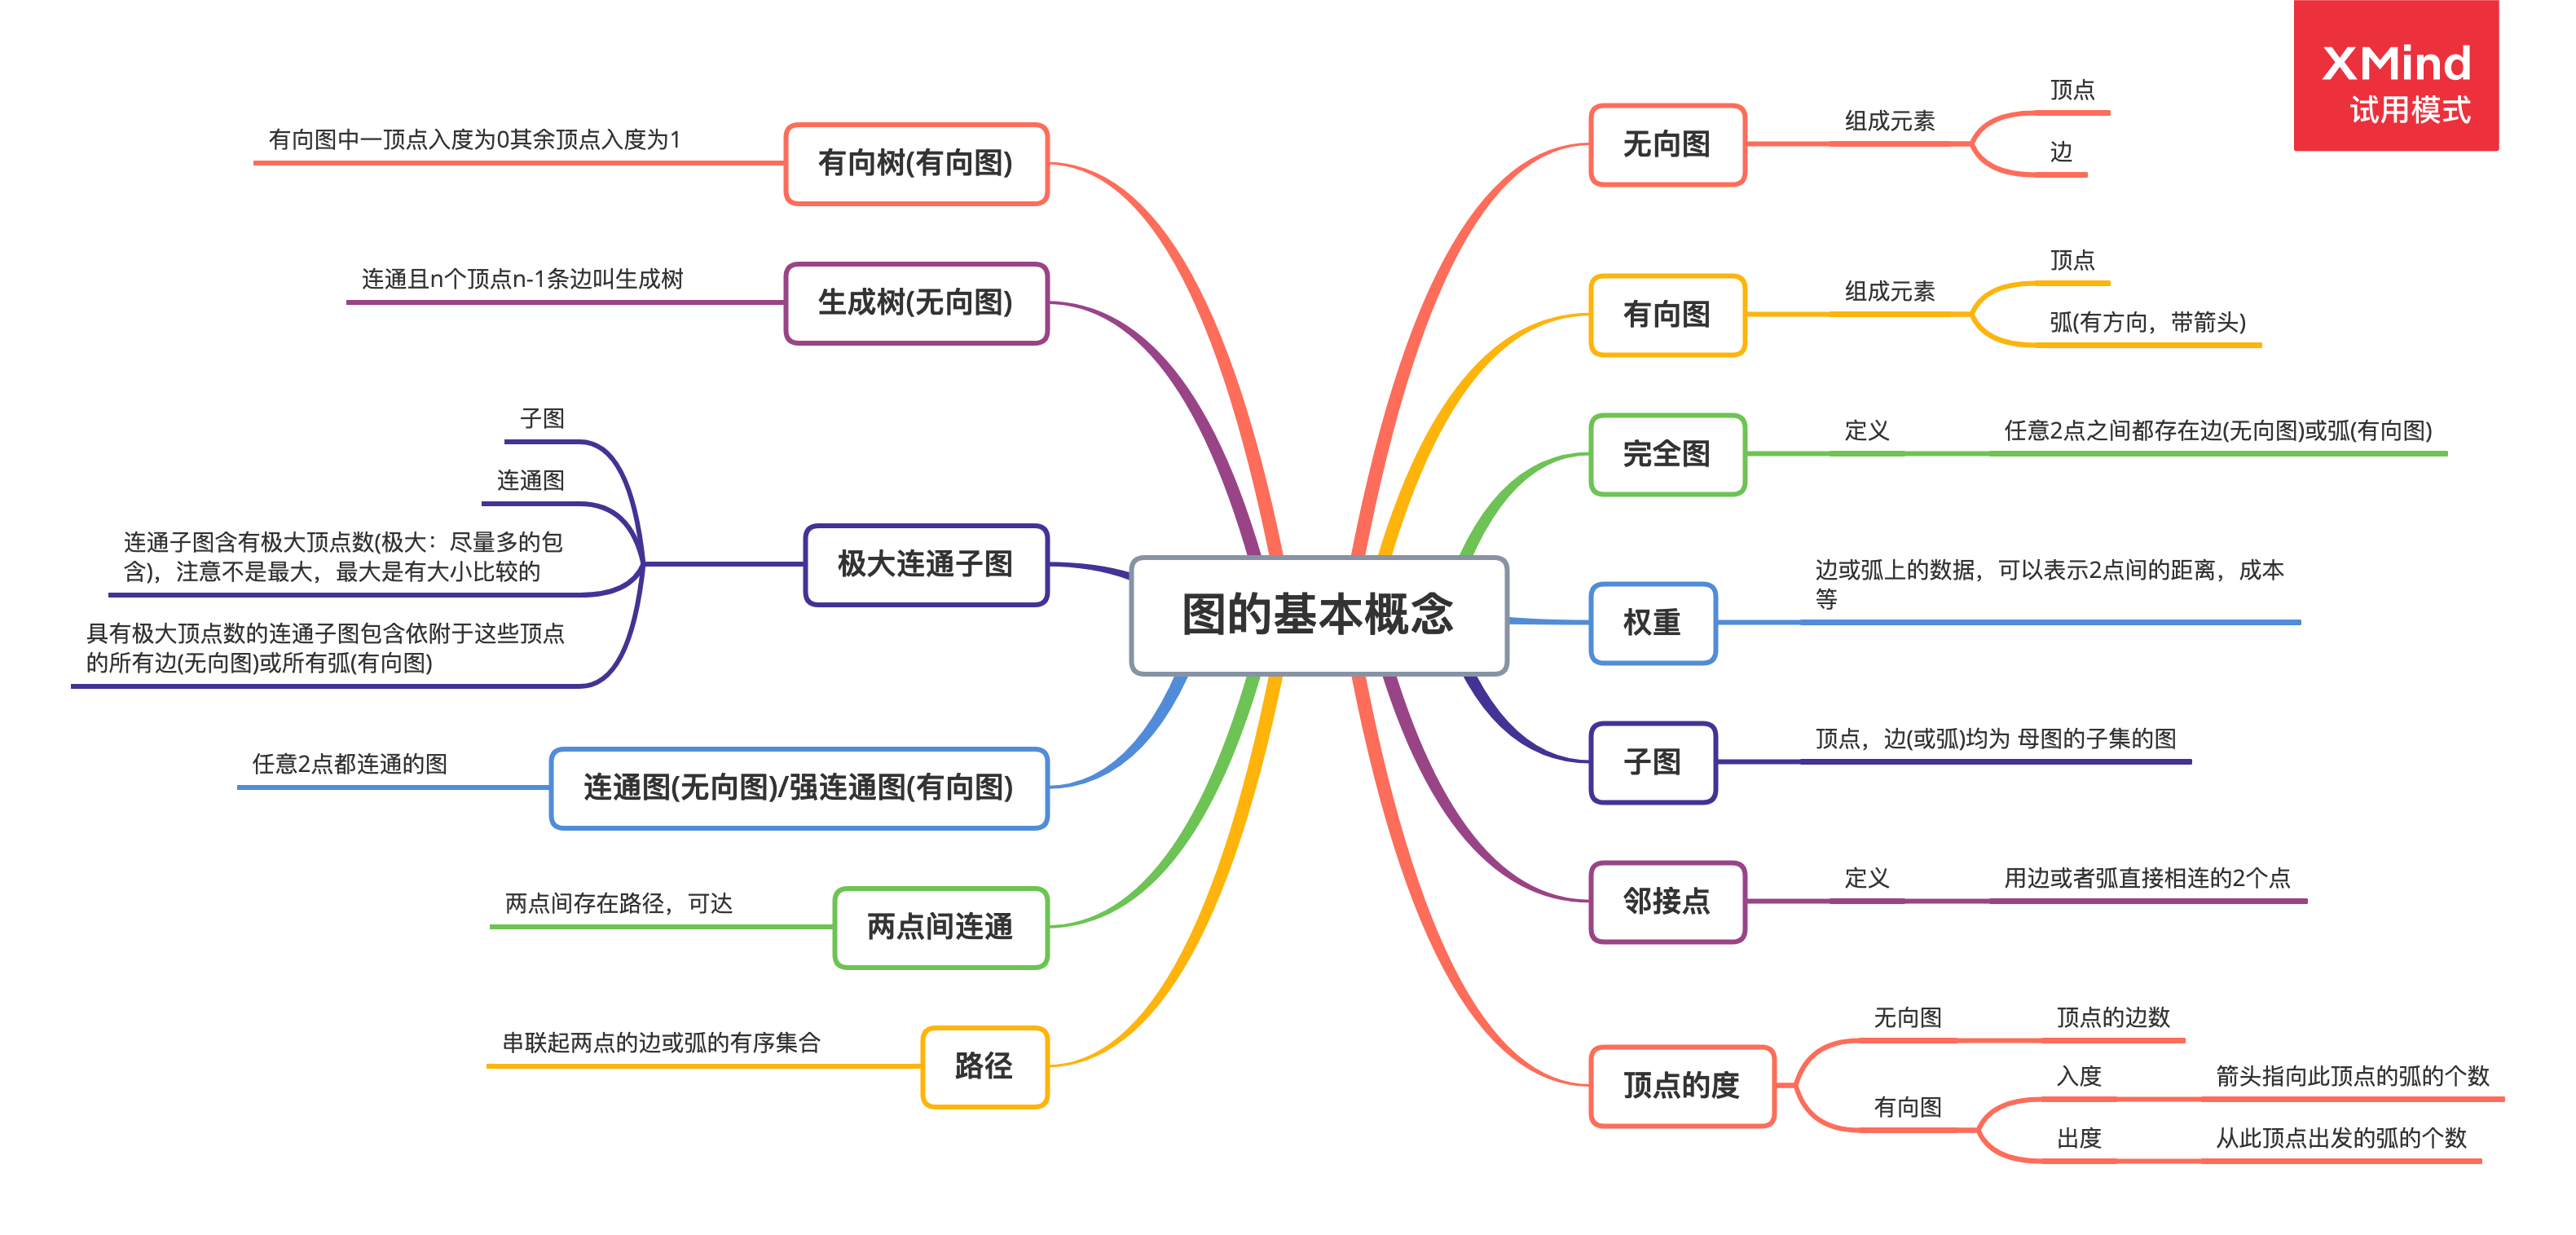 XMind
试用模式
图的基本概念
无向图
组成元素
顶点
边
有向图
组成元素
顶点
弧(有方向，带箭头)
完全图
定义
任意2点之间都存在边(无向图)或弧(有向图)
权重
边或弧上的数据，可以表示2点间的距离，成本
等
子图
顶点，边(或弧)均为 母图的子集的图
邻接点
定义
用边或者弧直接相连的2个点
顶点的度
无向图
顶点的边数
有向图
入度
箭头指向此顶点的弧的个数
出度
从此顶点出发的弧的个数
有向树(有向图)
有向图中一顶点入度为0其余顶点入度为1
生成树(无向图)
连通且n个顶点n-1条边叫生成树
极大连通子图
子图
连通图
连通子图含有极大顶点数(极大：尽量多的包
含)，注意不是最大，最大是有大小比较的
具有极大顶点数的连通子图包含依附于这些顶点
的所有边(无向图)或所有弧(有向图)
连通图(无向图)/强连通图(有向图)
任意2点都连通的图
两点间连通
两点间存在路径，可达
路径
串联起两点的边或弧的有序集合